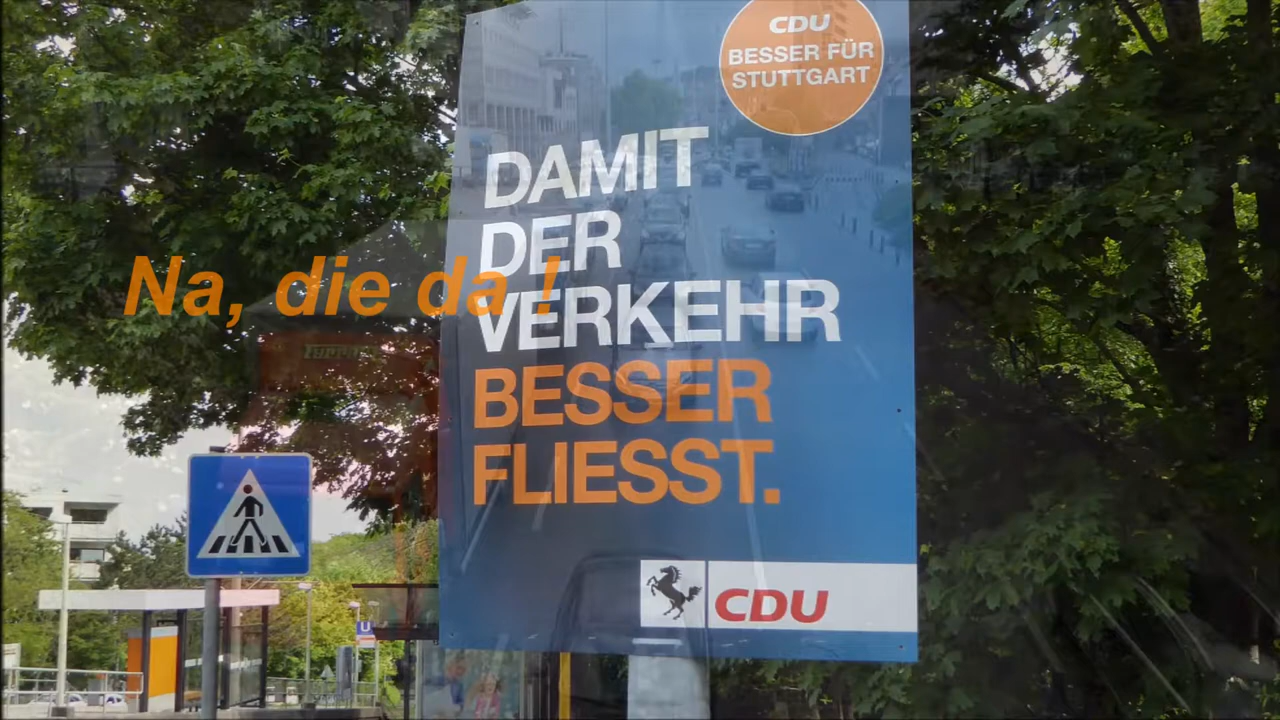 CDU
BESSER FÜR
STUTTGART
DAMIT
DER
VERKEHR
BESSER
FLIESST.
Na, die da !
CDU
U